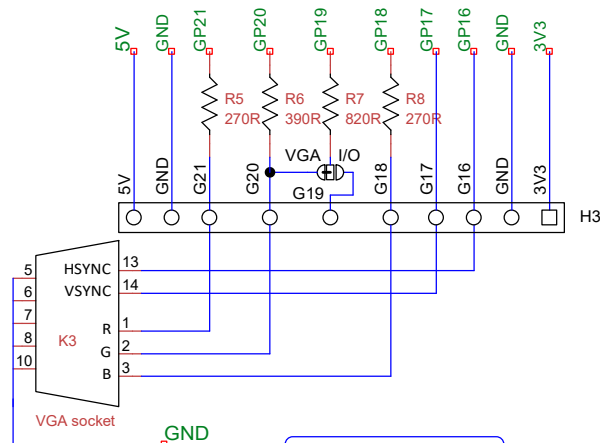 5V GND GP21 GP20 GP19 GP18 GP17 GP16 GND 3V3
R5 R6 R7 R8
270R 390R 820R 270R
VGA I/O
5V GND G21 G20 G19 G18 G17 G16 GND 3V3
H3
5 HSYNC 13
6 VSYNC 14
7 R 1
8 K3 G 2
10 B 3
VGA socket
GND